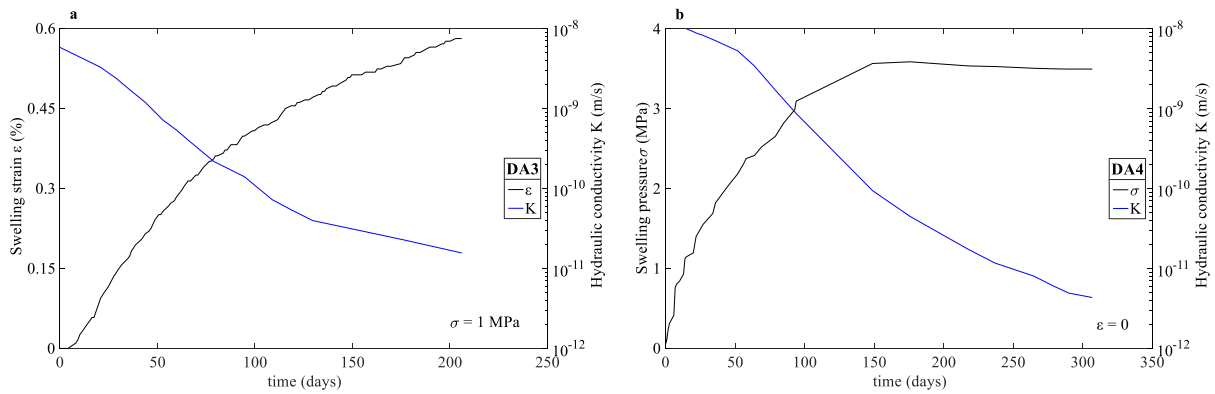 a
0.6
0.45
0.3
0.15
0
Swelling strain ε (%)
0 50 100 150 200 250
time (days)
10⁻⁸
10⁻⁹
10⁻¹⁰
10⁻¹¹
10⁻¹²
Hydraulic conductivity K (m/s)
DA3
ε
K
σ = 1 MPa
b
4
3
2
1
0
Swelling pressureσ (MPa)
0 50 100 150 200 250 300 350
time (days)
10⁻⁸
10⁻⁹
10⁻¹⁰
10⁻¹¹
10⁻¹²
Hydraulic conductivity K (m/s)
DA4
σ
K
ε = 0